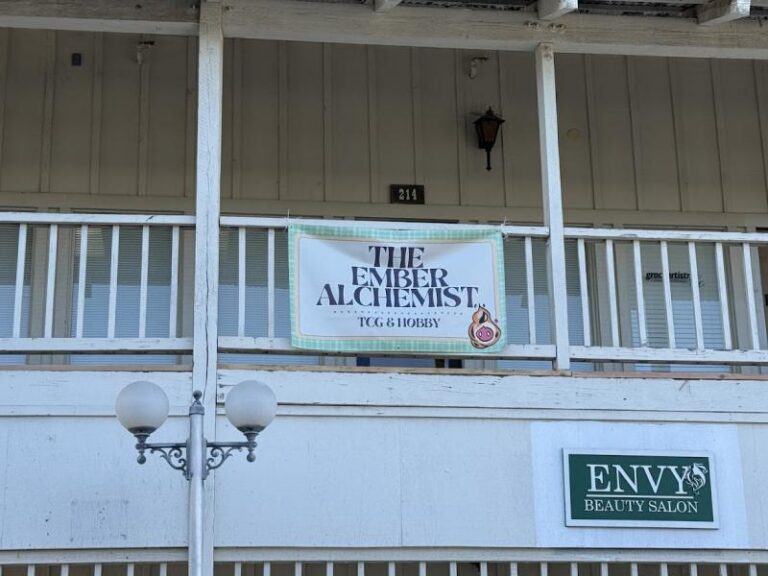 214
THE
EMBER
ALCHEMIST
TCG & HOBBY
ENVY
BEAUTY SALON